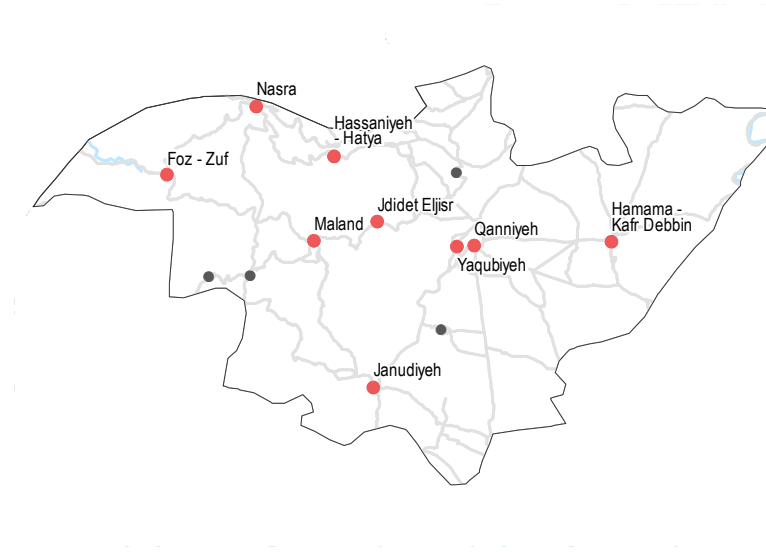 Nasra
Hassaniyeh
- Hatya
Foz - Zuf
Jdidet Eljisr
Maland
Qanniyeh
Hamama -
Kafr Debbin
Yaqubiyeh
Janudiyeh